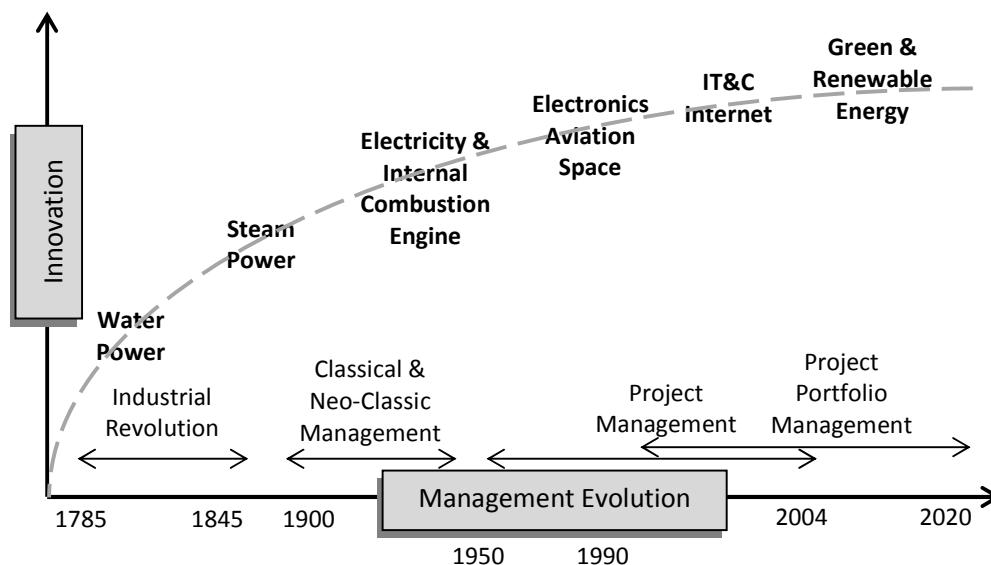 Green &
Renewable
Energy
IT&C
Internet
Electronics
Aviation
Space
Electricity &
Internal
Combustion
Engine
Steam
Power
Water
Power
Innovation
Industrial
Revolution
Classical &
Neo-Classic
Management
Project
Management
Project
Portfolio
Management
Management Evolution
1785
1845
1900
1950
1990
2004
2020